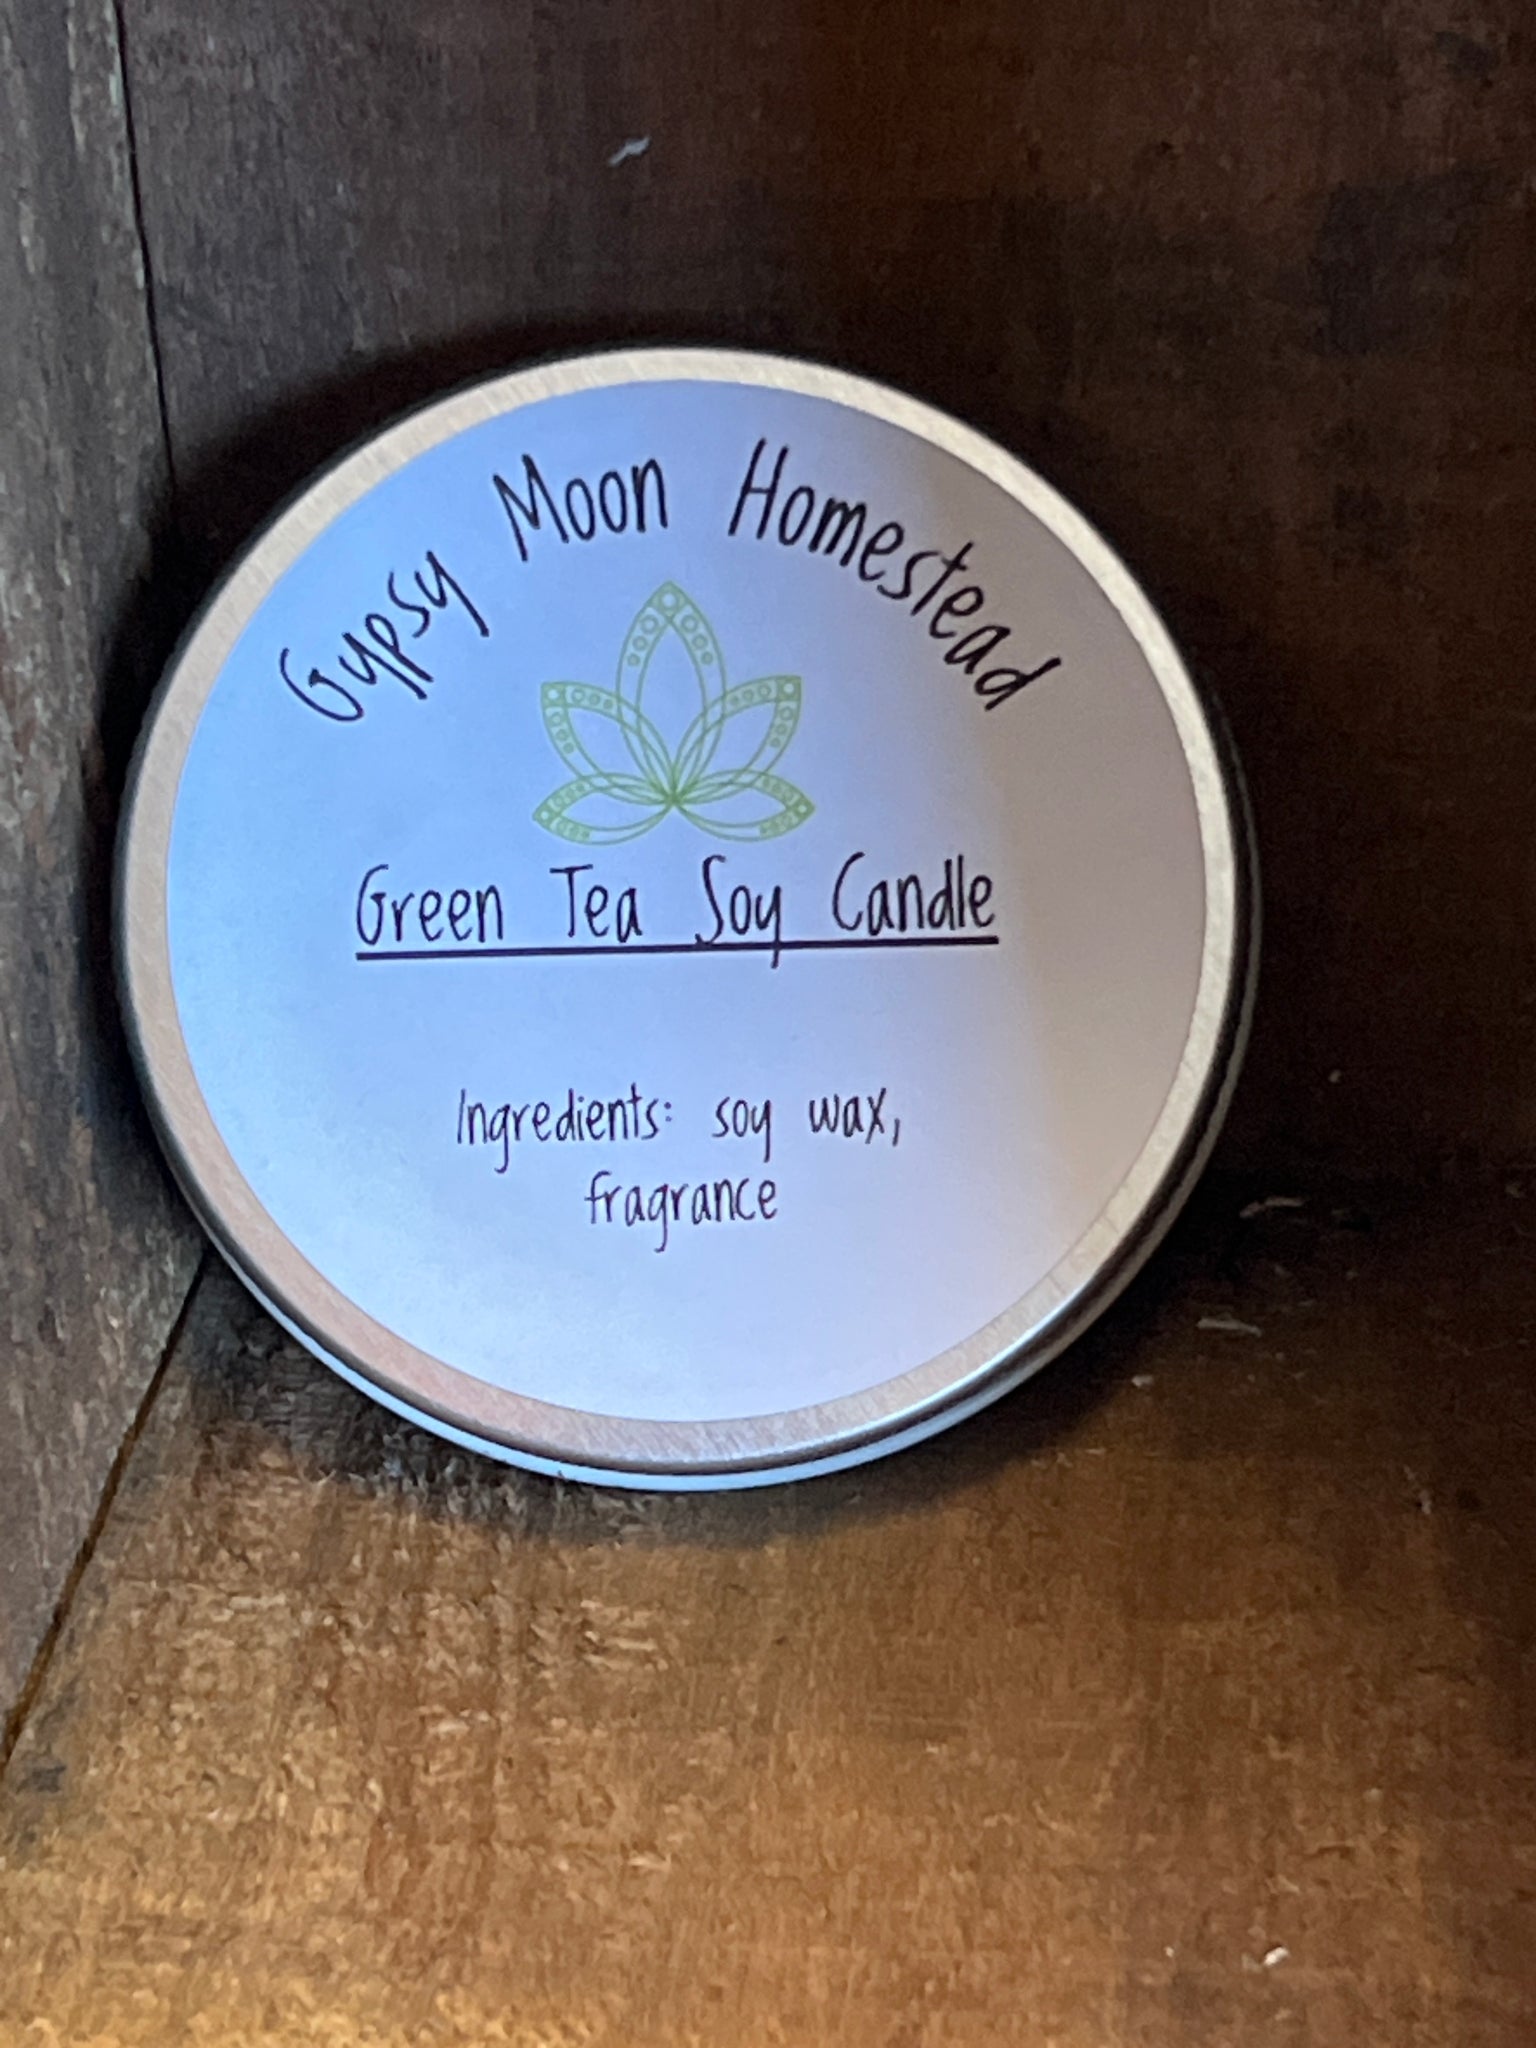 Gypsy Moon Homestead
Green Tea Soy Candle
Ingredients: soy wax,
fragrance